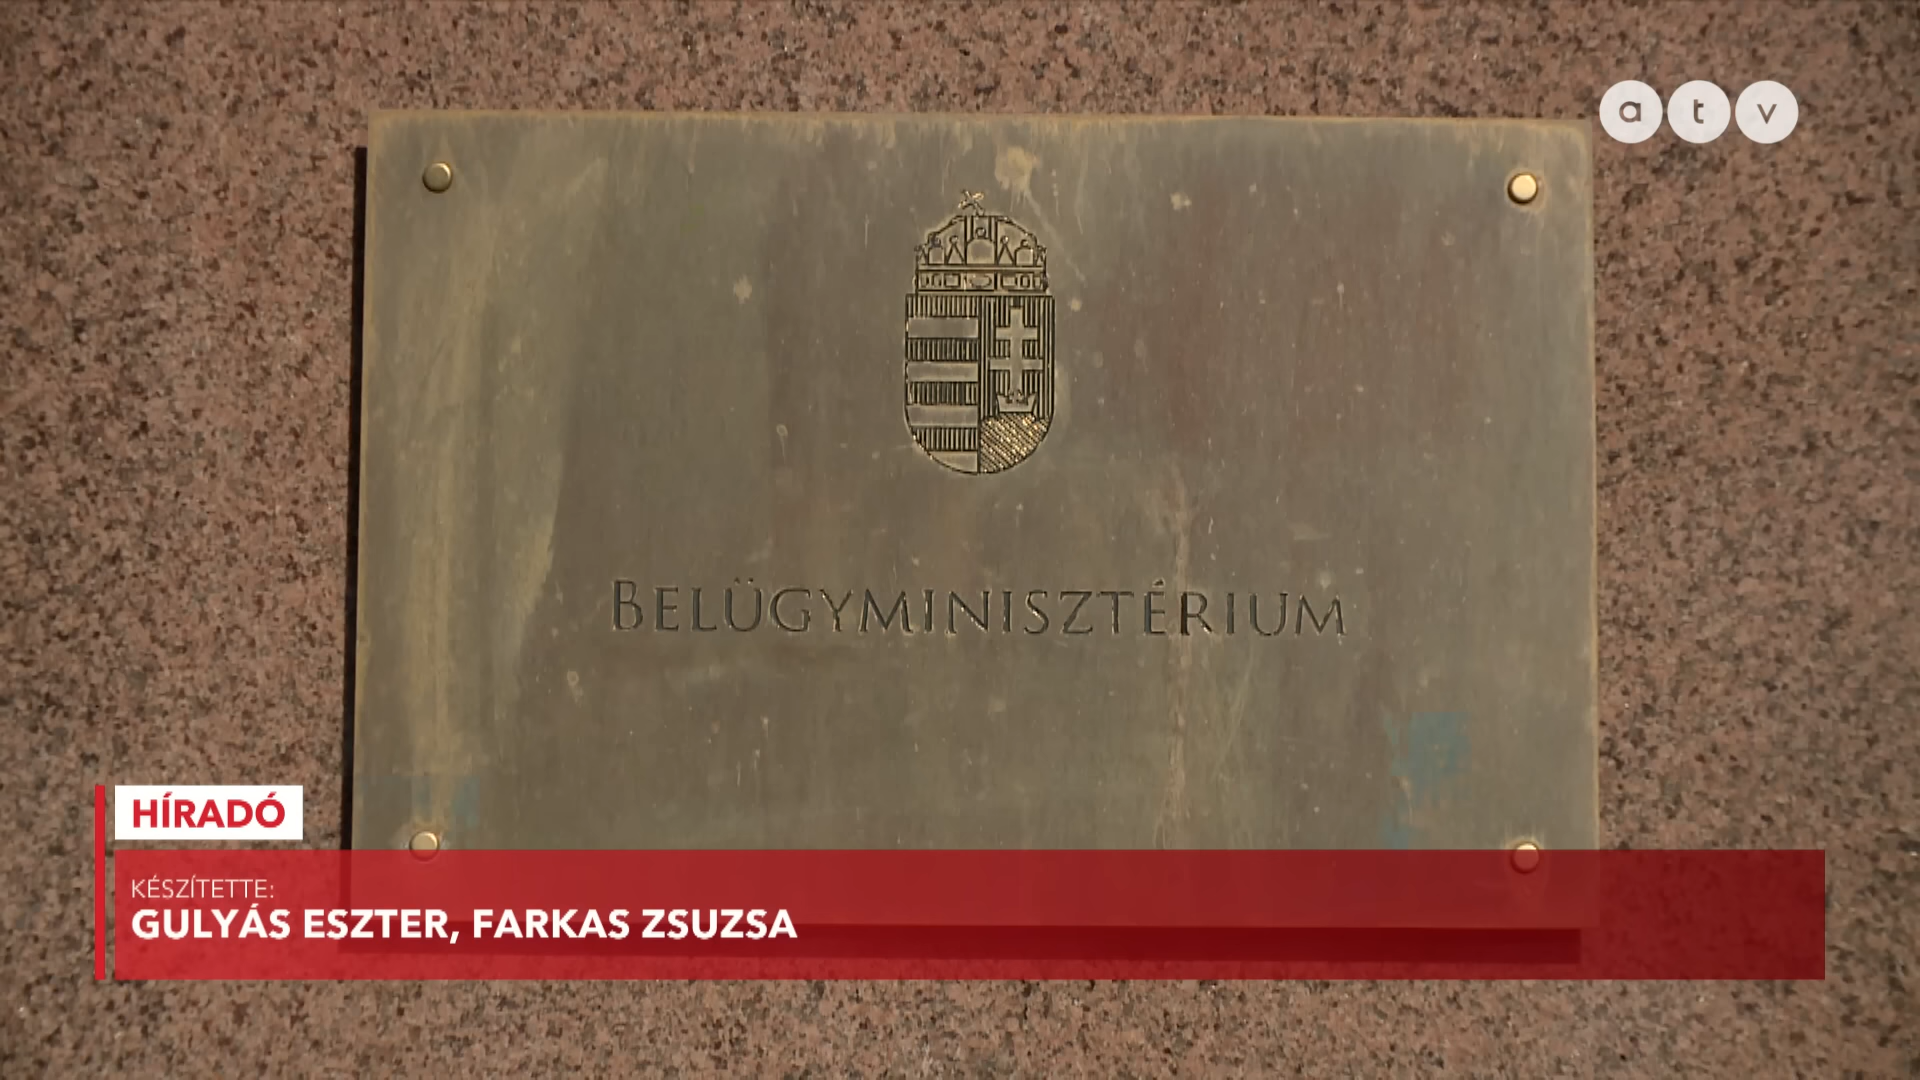 atv
BELÜGYMINISZTÉRIUM
HÍRADÓ
KÉSZÍTETTE:
GULYÁS ESZTER, FARKAS ZSUZSA